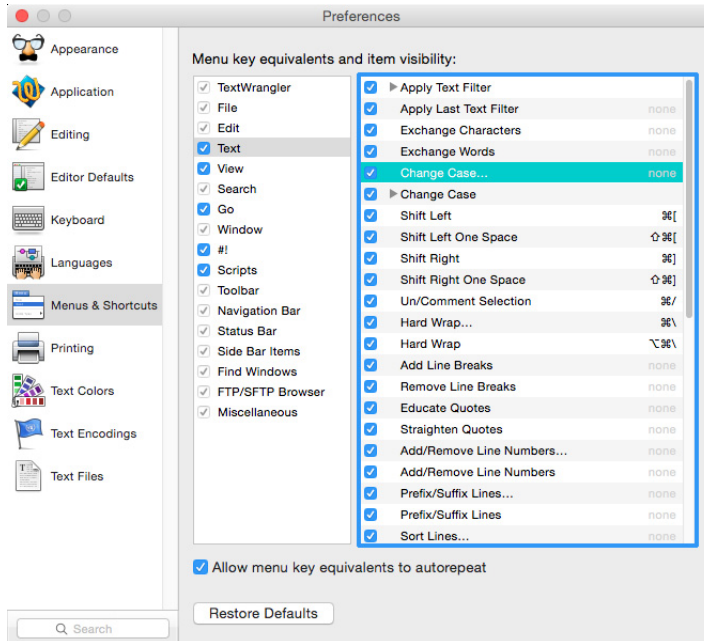 Preferences
Appearance
Application
Editing
Editor Defaults
Keyboard
Languages
Menus & Shortcuts
Printing
Text Colors
Text Encodings
Text Files
Search
Menu key equivalents and item visibility:
TextWrangler
File
Edit
Text
View
Search
Go
Window
#!
Scripts
Toolbar
Navigation Bar
Status Bar
Side Bar Items
Find Windows
FTP/SFTP Browser
Miscellaneous
Apply Text Filter
Apply Last Text Filter none
Exchange Characters none
Exchange Words none
Change Case... none
Change Case
Shift Left ⌘[
Shift Left One Space ⇧⌘[
Shift Right ⌘]
Shift Right One Space ⇧⌘]
Un/Comment Selection ⌘/
Hard Wrap... ⌘\
Hard Wrap ⌥⌘\
Add Line Breaks none
Remove Line Breaks none
Educate Quotes none
Straighten Quotes none
Add/Remove Line Numbers... none
Add/Remove Line Numbers none
Prefix/Suffix Lines... none
Prefix/Suffix Lines none
Sort Lines... none
Allow menu key equivalents to autorepeat
Restore Defaults